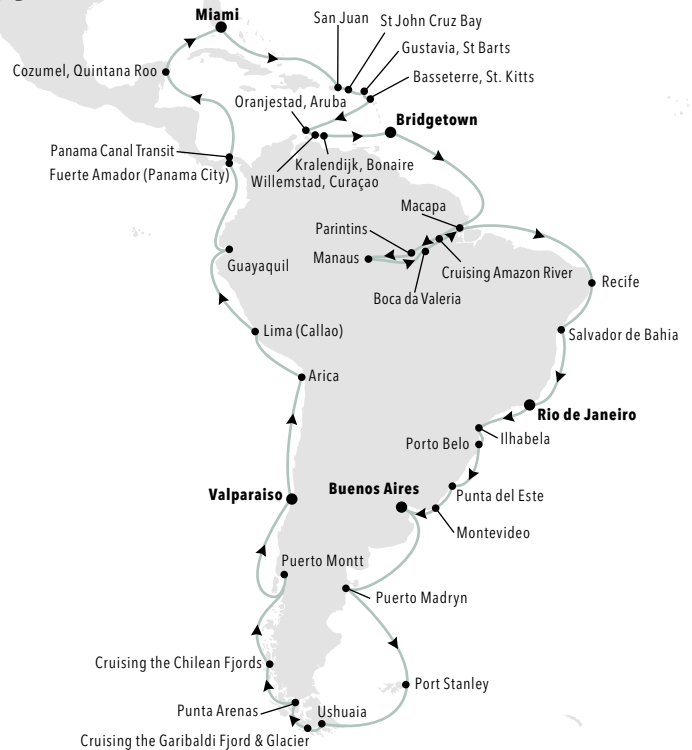 Miami
San Juan
St John Cruz Bay
Gustavia, St Barts
Cozumel, Quintana Roo
Basseterre, St. Kitts
Oranjestad, Aruba
Bridgetown
Panama Canal Transit
Kralendijk, Bonaire
Fuerte Amador (Panama City)
Willemstad, Curaçao
Macapa
Parintins
Manaus
Guayaquil
Cruising Amazon River
Recife
Boca da Valeria
Lima (Callao)
Salvador de Bahia
Arica
Rio de Janeiro
Ilhabela
Porto Belo
Valparaiso
Buenos Aires
Punta del Este
Montevideo
Puerto Montt
Puerto Madryn
Cruising the Chilean Fjords
Port Stanley
Punta Arenas
Ushuaia
Cruising the Garibaldi Fjord & Glacier